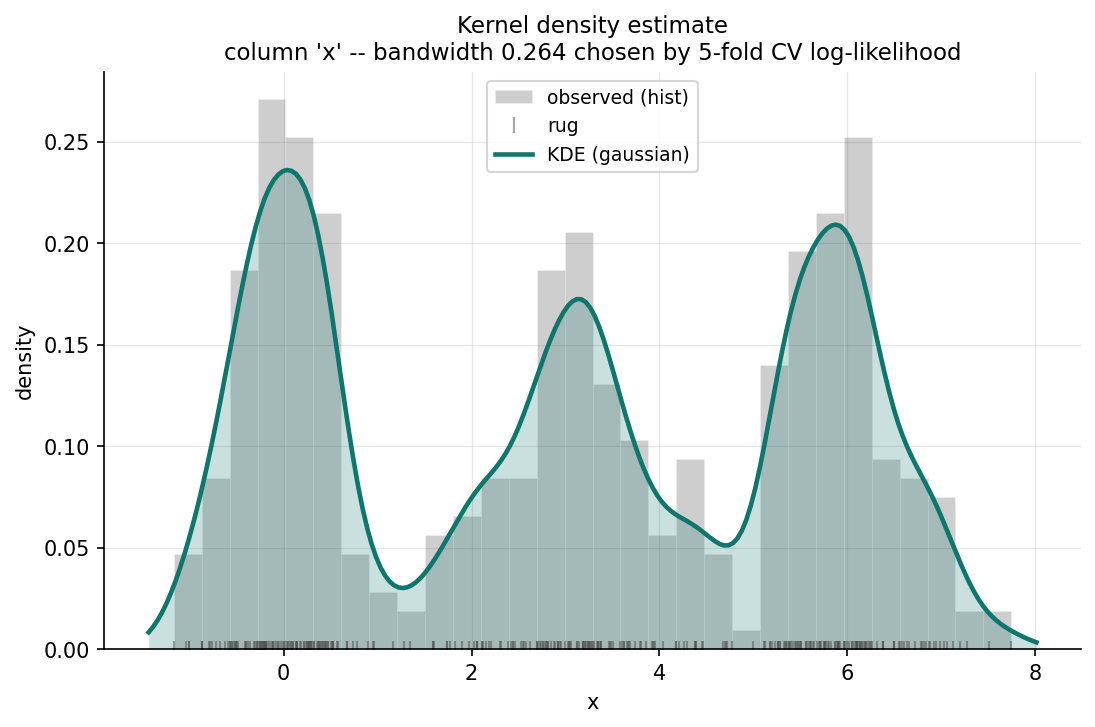 Kernel density estimate
column 'x' -- bandwidth 0.264 chosen by 5-fold CV log-likelihood
observed (hist)
rug
KDE (gaussian)
density
0.25
0.20
0.15
0.10
0.05
0.00
0
2
4
6
8
x